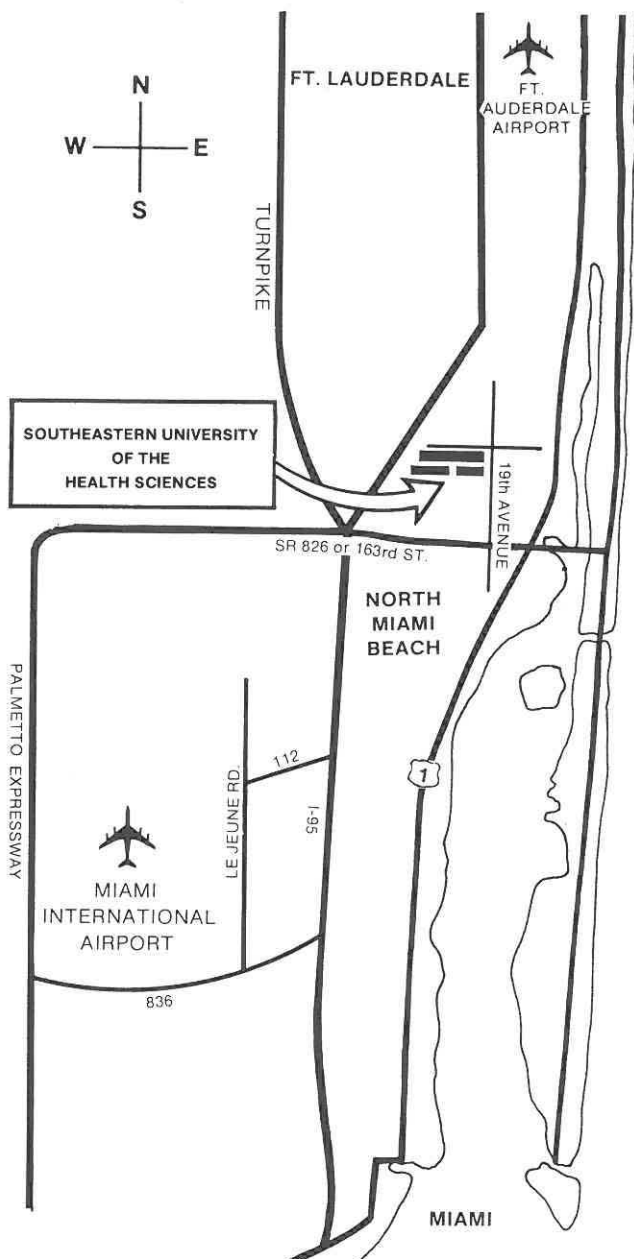 N
W E
S
FT. LAUDERDALE
FT.
AUDERDALE
AIRPORT
TURNPIKE
SOUTHEASTERN UNIVERSITY
OF THE
HEALTH SCIENCES
19th AVENUE
SR 826 or 163rd ST.
NORTH
MIAMI
BEACH
PALMETTO EXPRESSWAY
LE JEUNE RD.
112
I-95
1
MIAMI
INTERNATIONAL
AIRPORT
836
MIAMI